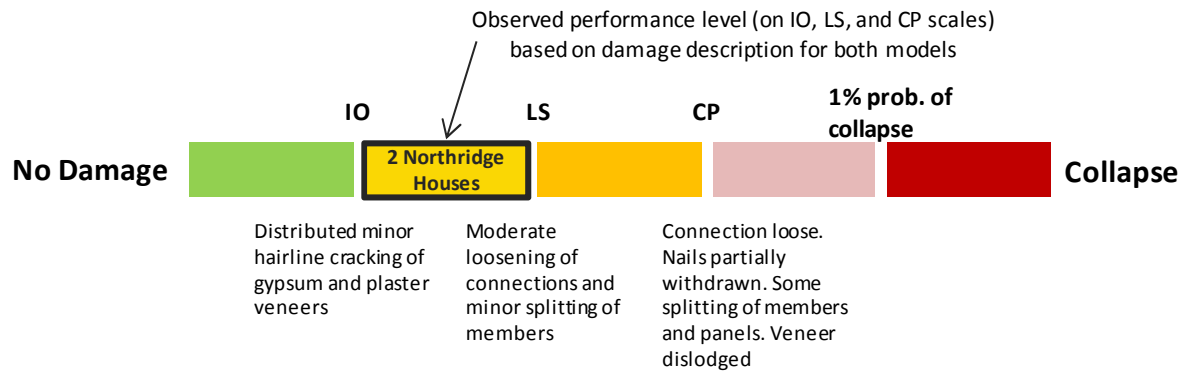 Observed performance level (on IO, LS, and CP scales)
based on damage description for both models
1% prob. of
collapse
IO
LS
CP
No Damage
2 Northridge
Houses
Collapse
Distributed minor
hairline cracking of
gypsum and plaster
veneers
Moderate
loosening of
connections and
minor splitting of
members
Connection loose.
Nails partially
withdrawn. Some
splitting of members
and panels. Veneer
dislodged